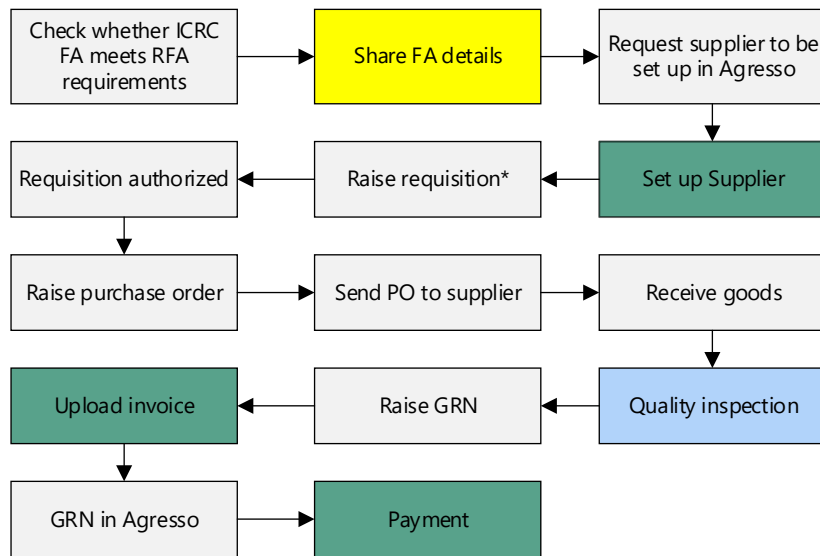 Check whether ICRC
FA meets RFA
requirements
Share FA details
Request supplier to be
set up in Agresso
Requisition authorized
Raise requisition*
Set up Supplier
Raise purchase order
Send PO to supplier
Receive goods
Upload invoice
Raise GRN
Quality inspection
GRN in Agresso
Payment